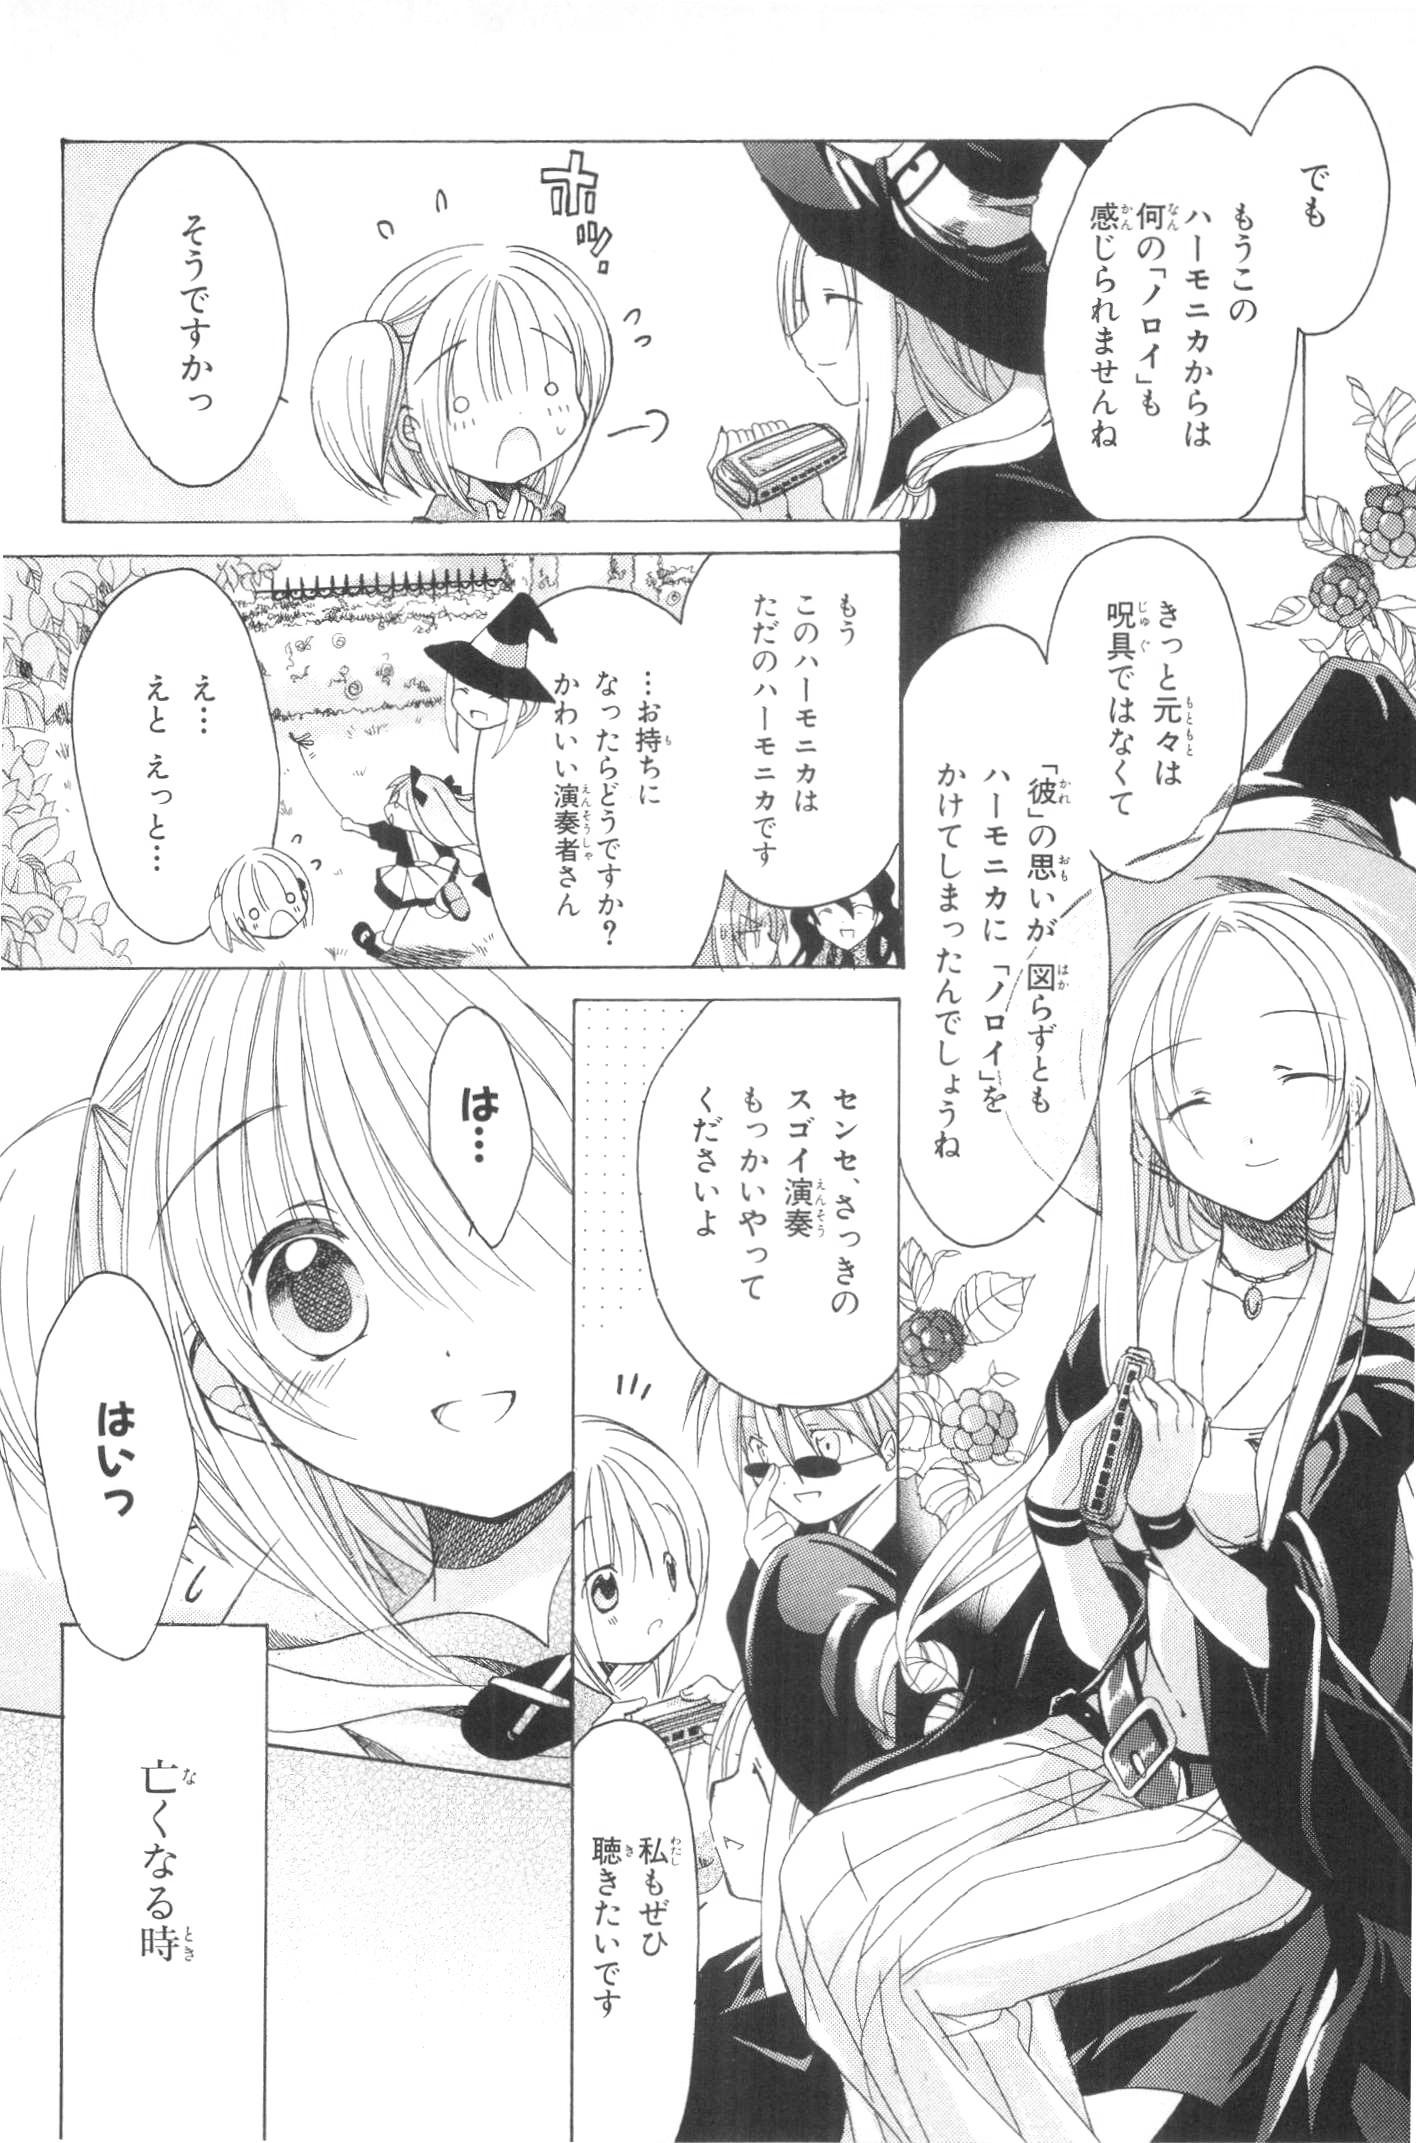 でも
もうこの
ハーモニカからは
何の「ノロイ」も
感じられませんね
ホッ
そうですかっ
きっと元々は
呪具ではなくて
「彼」の思いが 図らずとも
ハーモニカに「ノロイ」を
かけてしまったんでしょうね
もう
このハーモニカは
ただのハーモニカです
…お持ちに
なったらどうですか?
かわいい演奏者さん
え…
えと えっと…
センセ、さっきの
スゴイ演奏
もっかいやって
くださいよ
私もぜひ
聴きたいです
は…
はいっ
亡くなる時